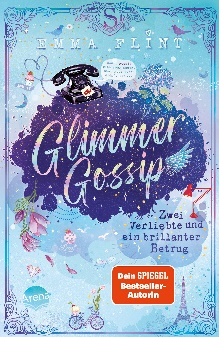 S
EMMA FLINT
Glimmer
Gossip
Zwei
Verliebte und
ein brillanter
Betrug
Dein SPIEGEL
Bestseller-
Autorin
Arena